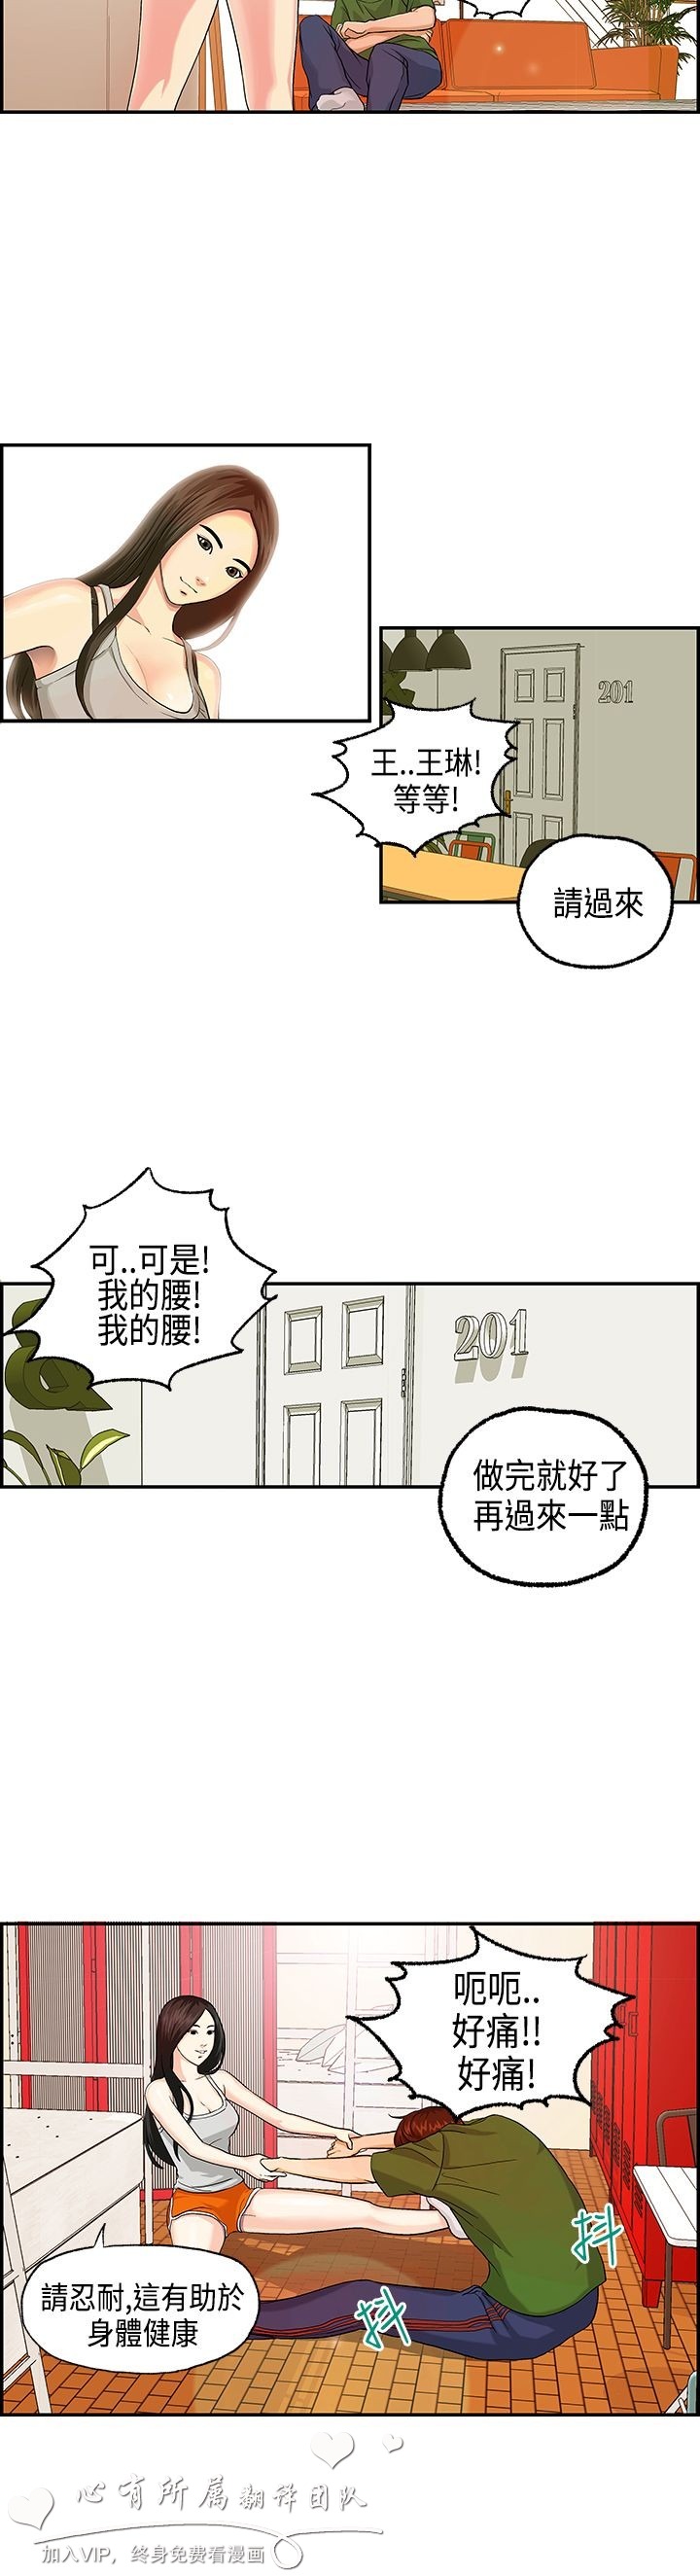 201
王..王琳!
等等!
請過來
可..可是!
我的腰!
我的腰!
201
做完就好了
再過來一點
呃呃..
好痛!!
好痛!
抖
抖
請忍耐,這有助於
身體健康
心有所属翻译团队
加入VIP，终身免费看漫画